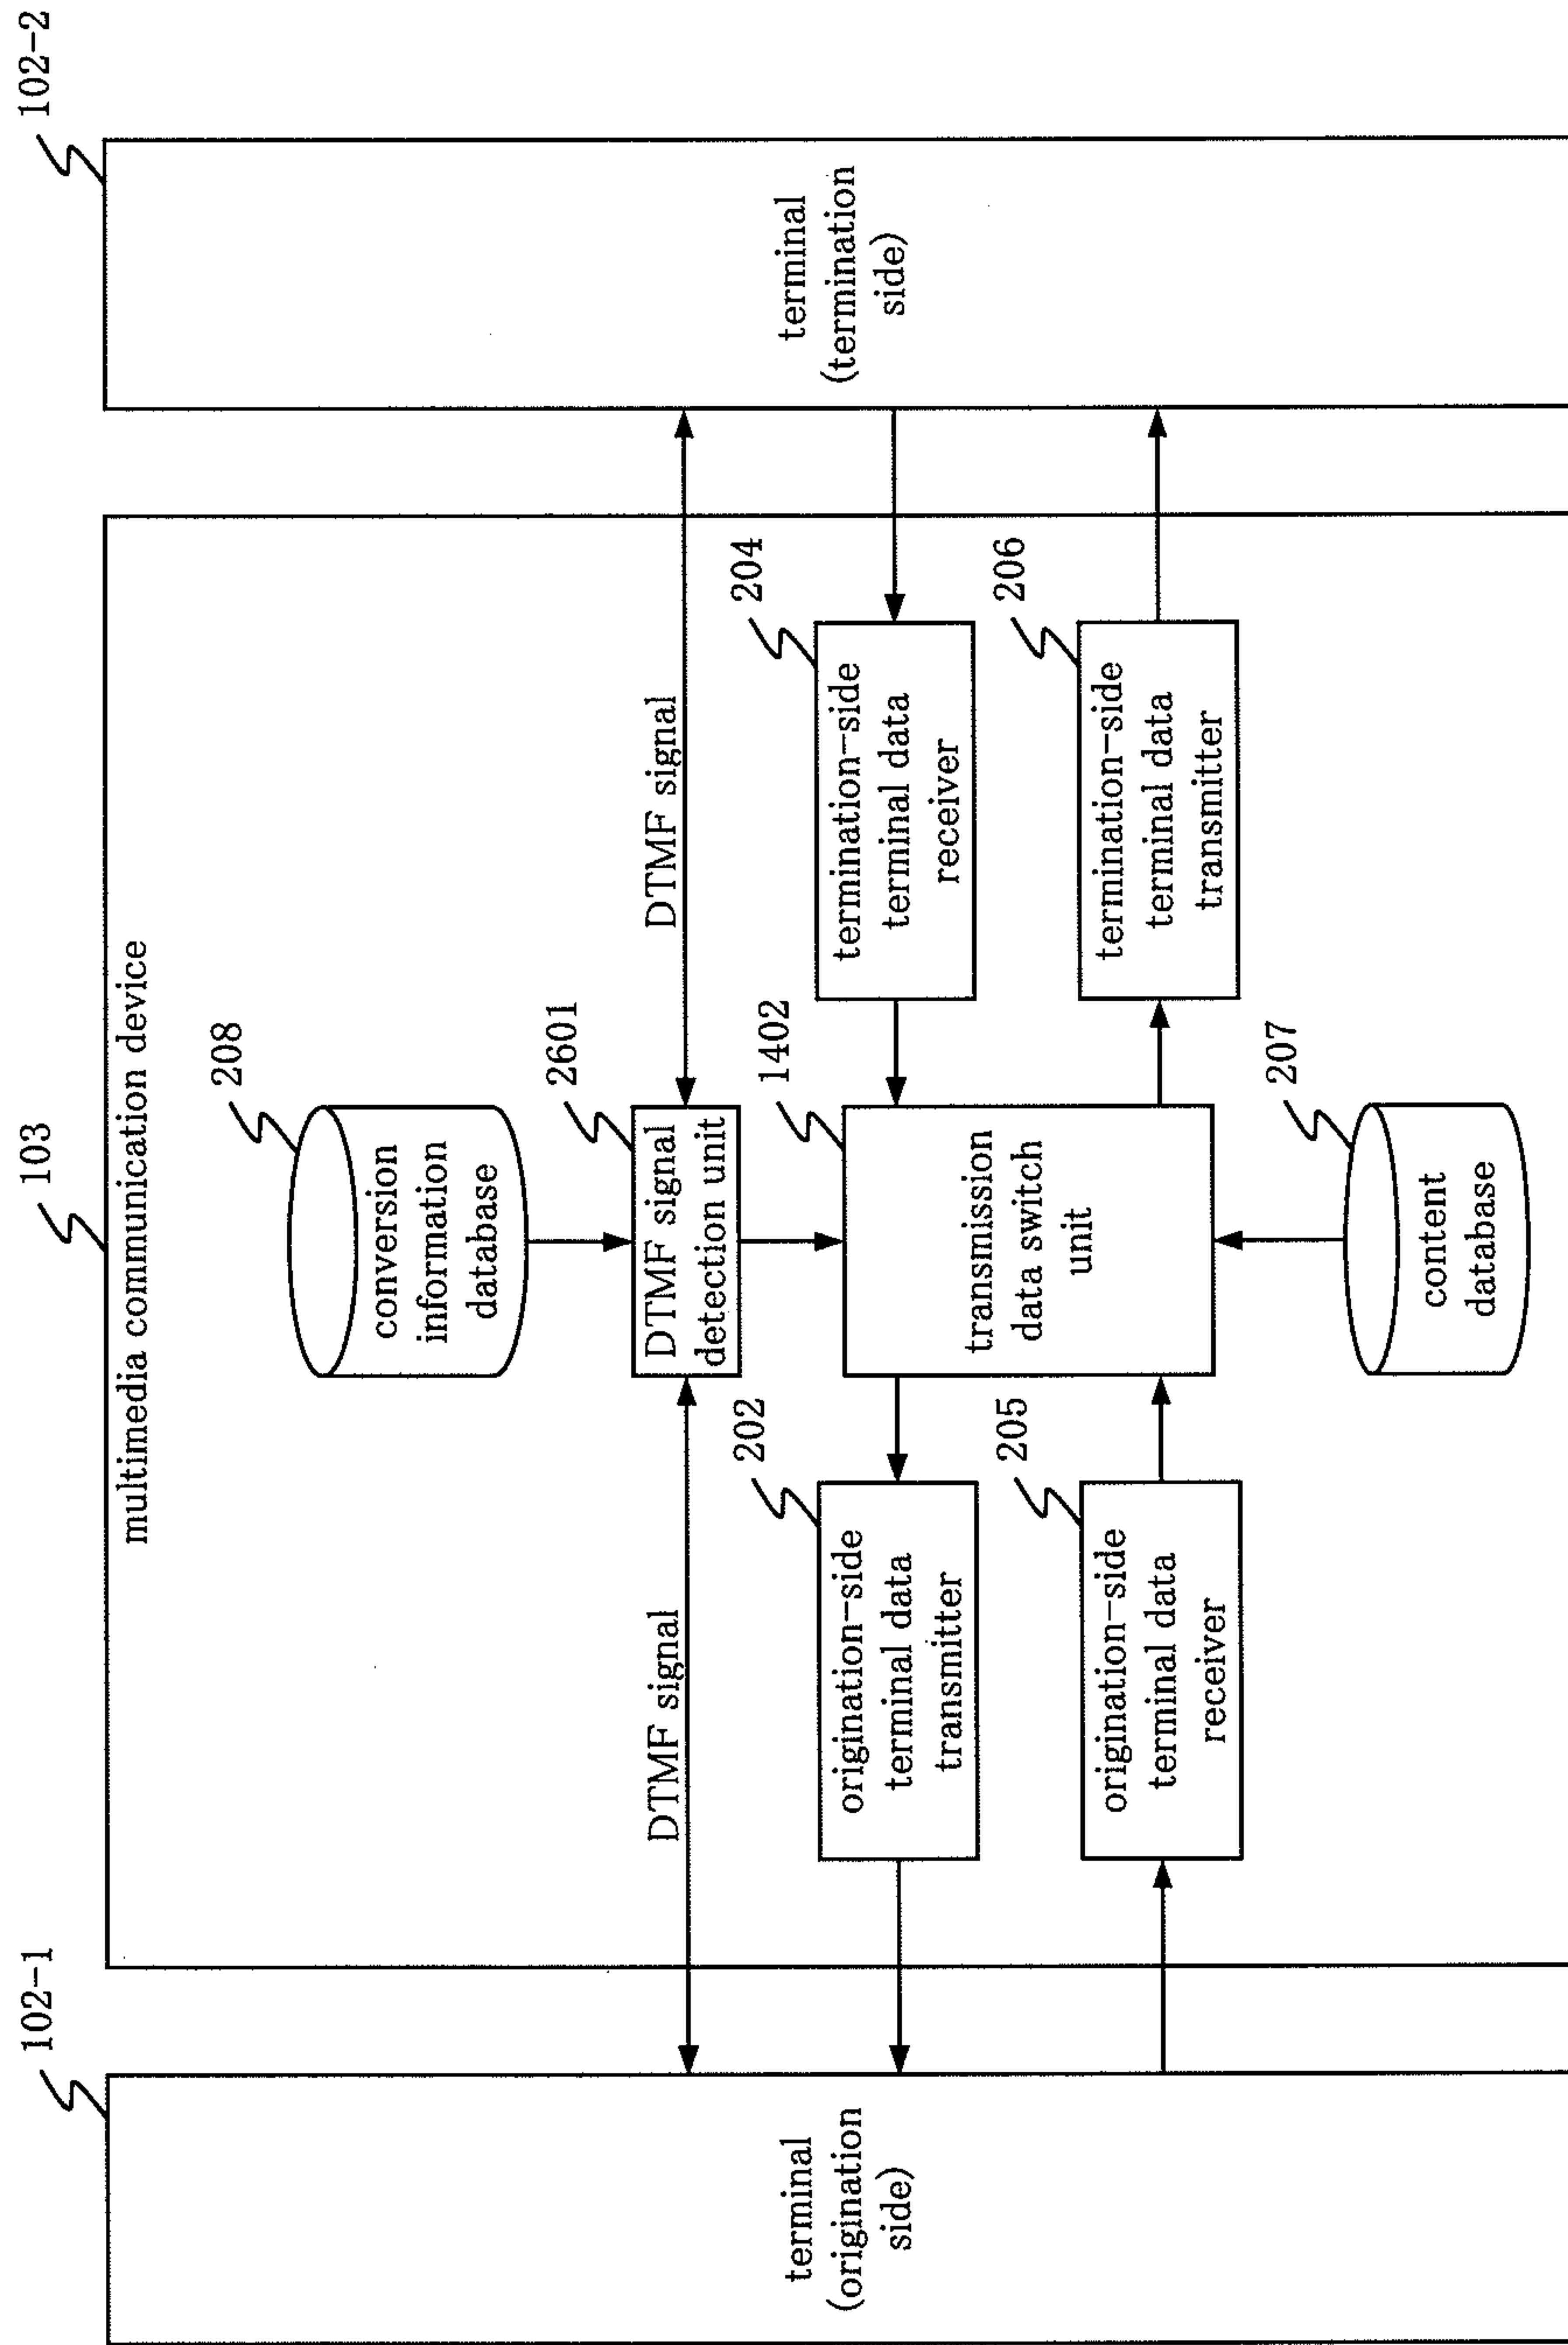 102-1
103
102-2
terminal
(origination
side)
multimedia communication device
terminal
(termination
side)
208
conversion
information
database
2601
DTMF signal
DTMF signal
detection unit
DTMF signal
202
origination-side
terminal data
transmitter
1402
transmission
data switch
unit
204
termination-side
terminal data
receiver
205
origination-side
terminal data
receiver
206
termination-side
terminal data
transmitter
207
content
database